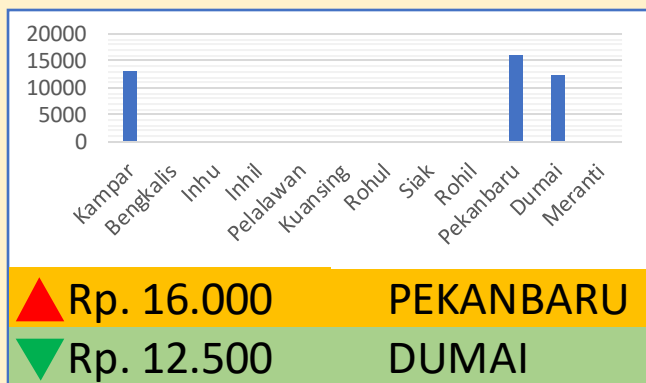 20000
15000
10000
5000
0
Kampar
Bengkalis
Inhu
Inhil
Pelalawan
Kuansing
Rohul
Siak
Rohil
Pekanbaru
Dumai
Meranti
Rp. 16.000 PEKANBARU
Rp. 12.500 DUMAI